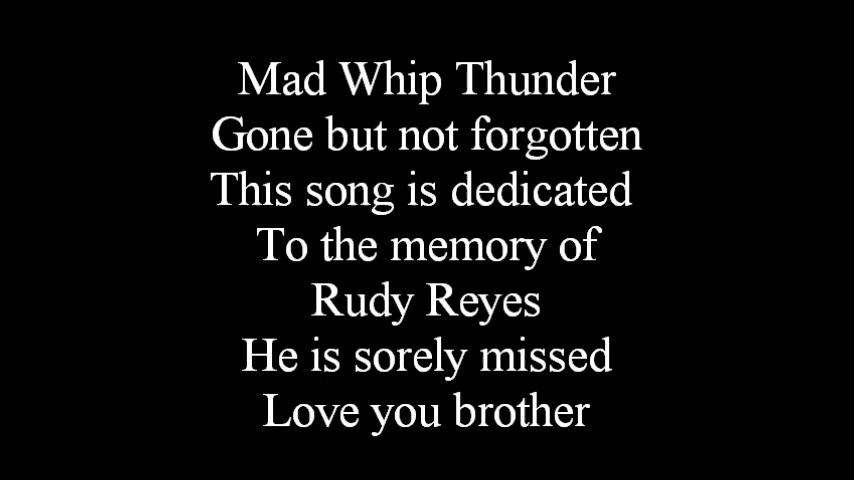 Mad Whip Thunder
Gone but not forgotten
This song is dedicated
To the memory of
Rudy Reyes
He is sorely missed
Love you brother